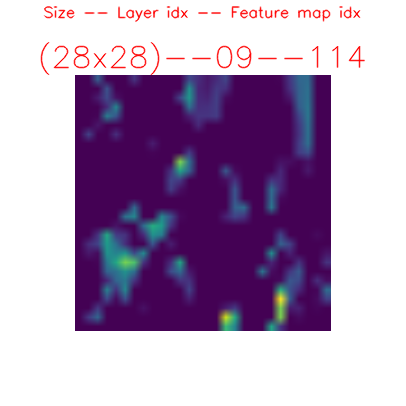 Size -- Layer idx -- Feature map idx
(28x28)--09--114